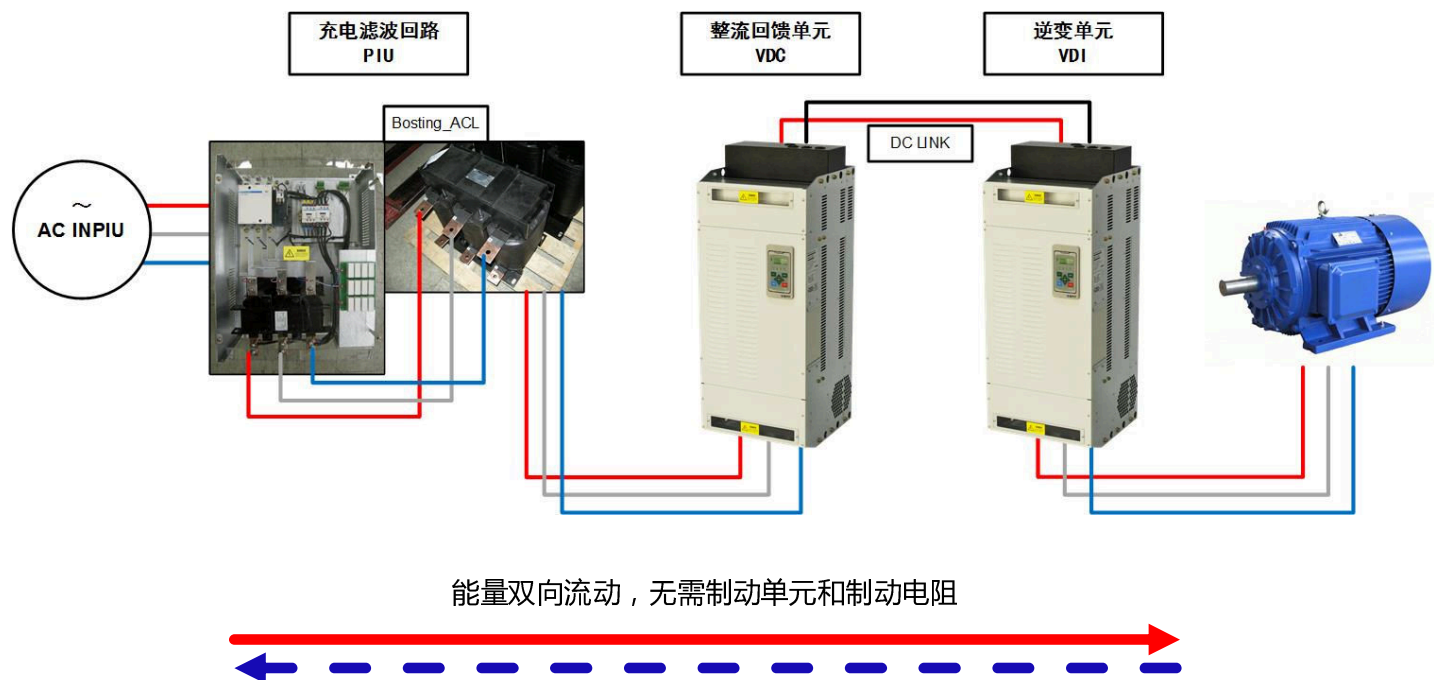 充电滤波回路
PIU
整流回馈单元
VDC
逆变单元
VDI
Bosting_ACL
DC LINK
～
AC INPIU
能量双向流动，无需制动单元和制动电阻